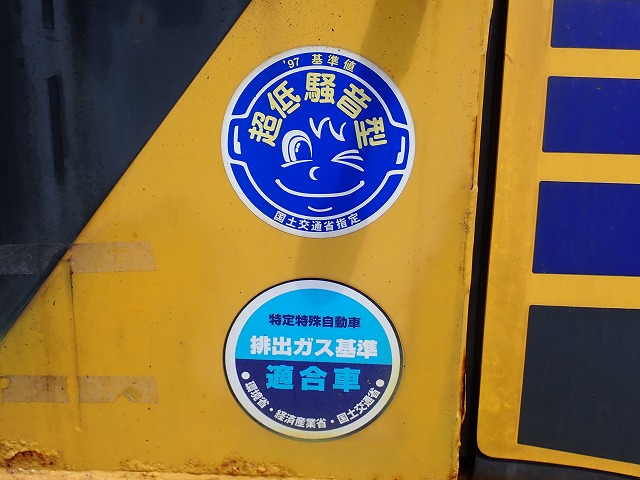 '97 基準値
超低騒音型
国土交通省指定
特定特殊自動車
排出ガス基準
適合車
・環境省・経済産業省・国土交通省・